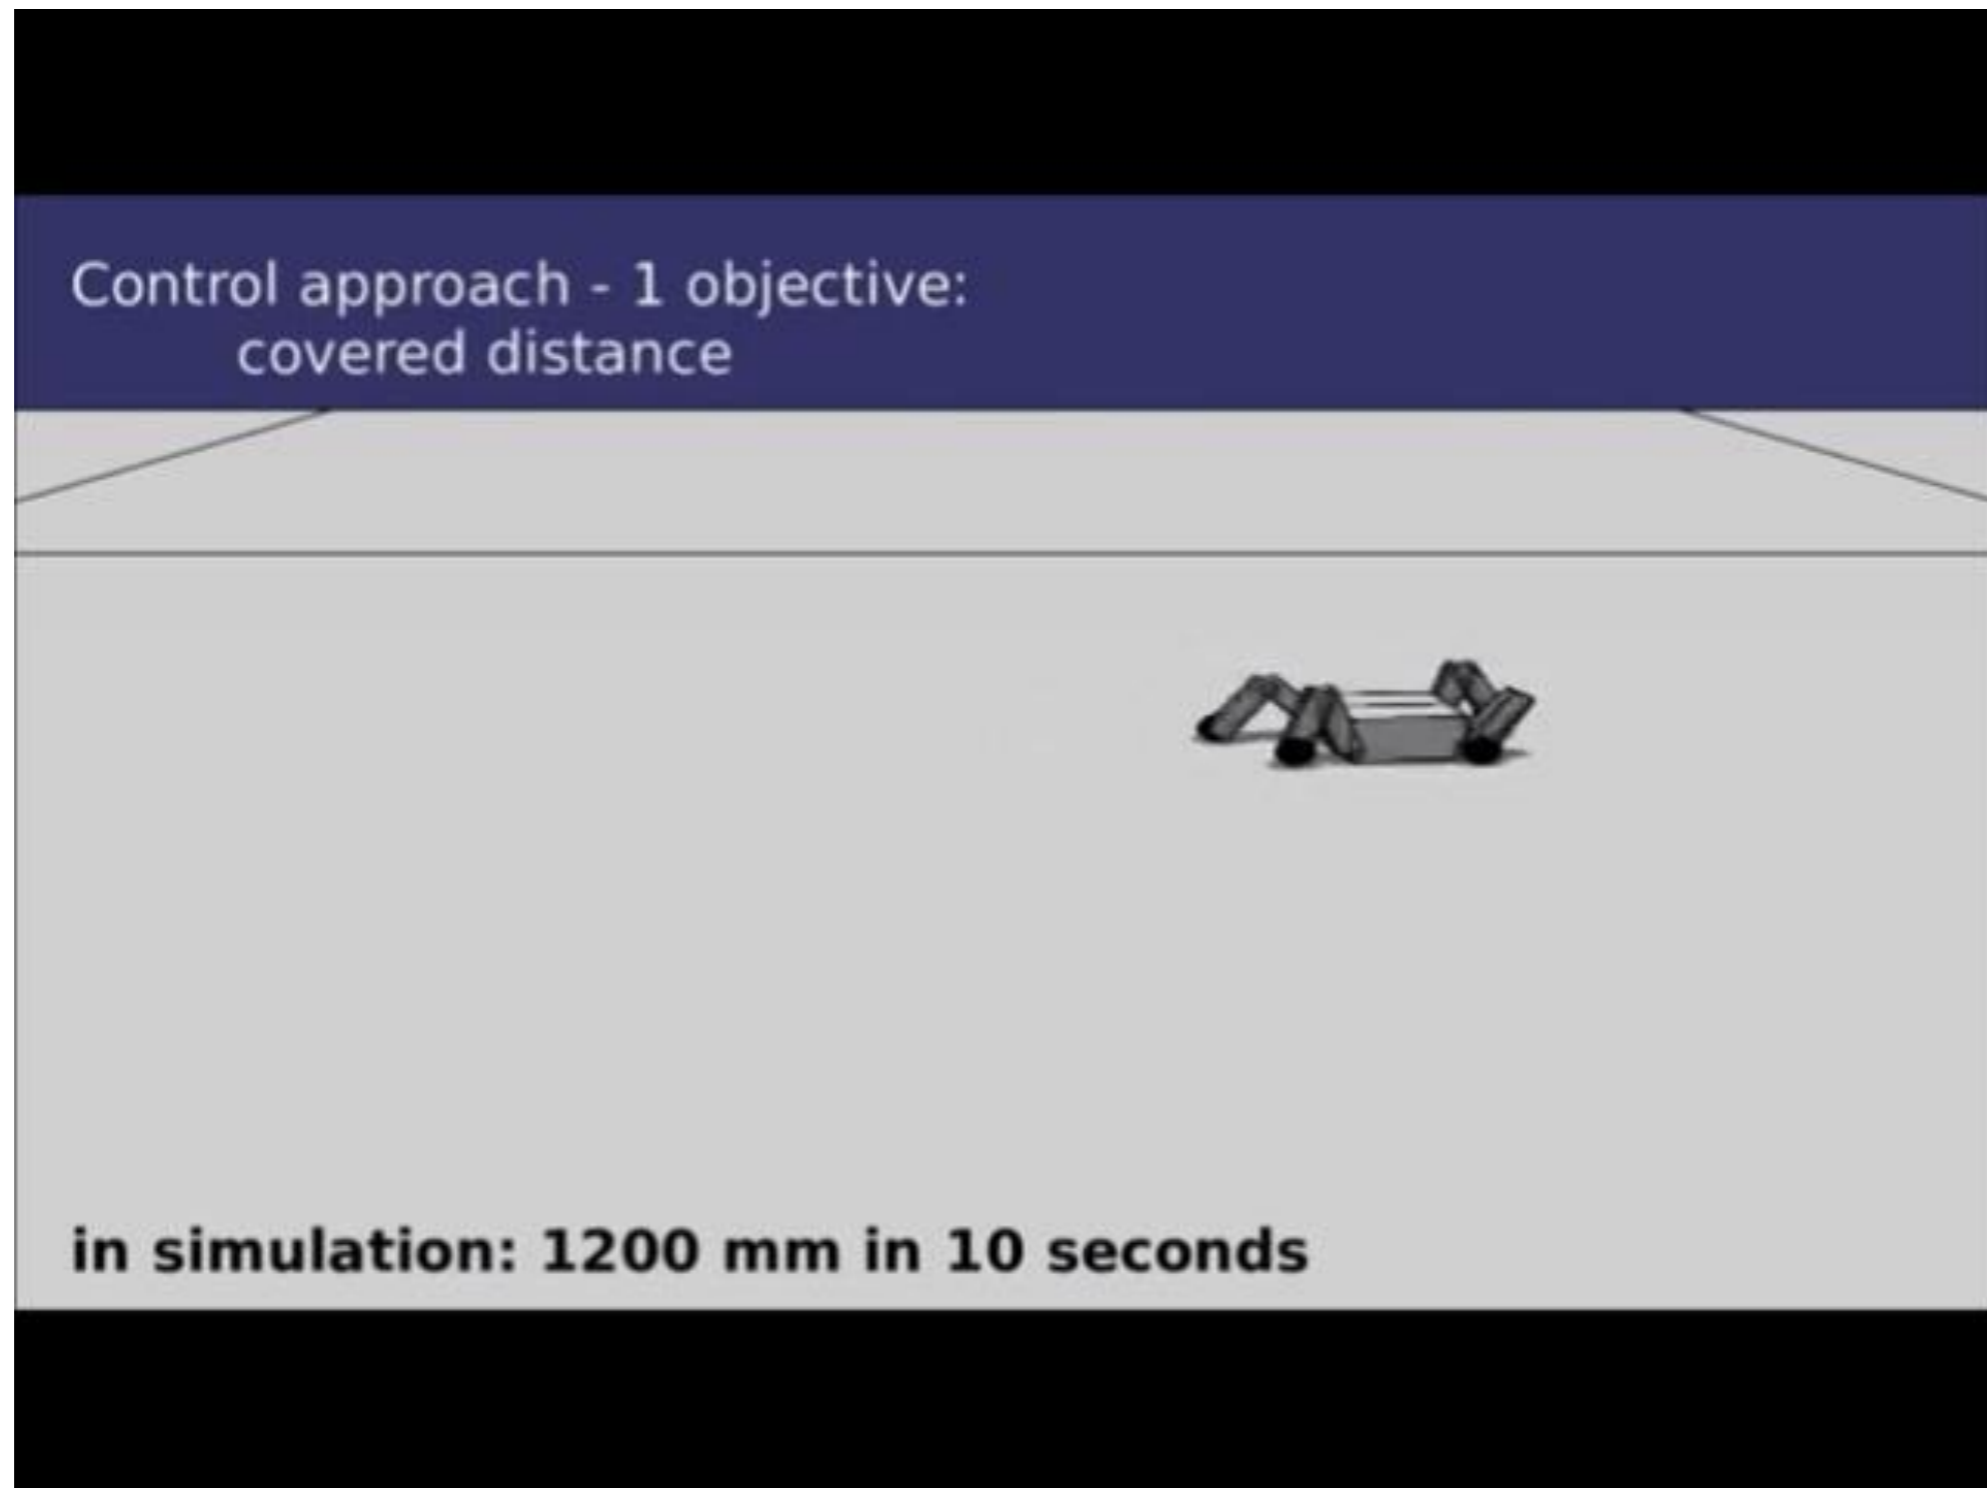 Control approach - 1 objective:
covered distance
in simulation: 1200 mm in 10 seconds